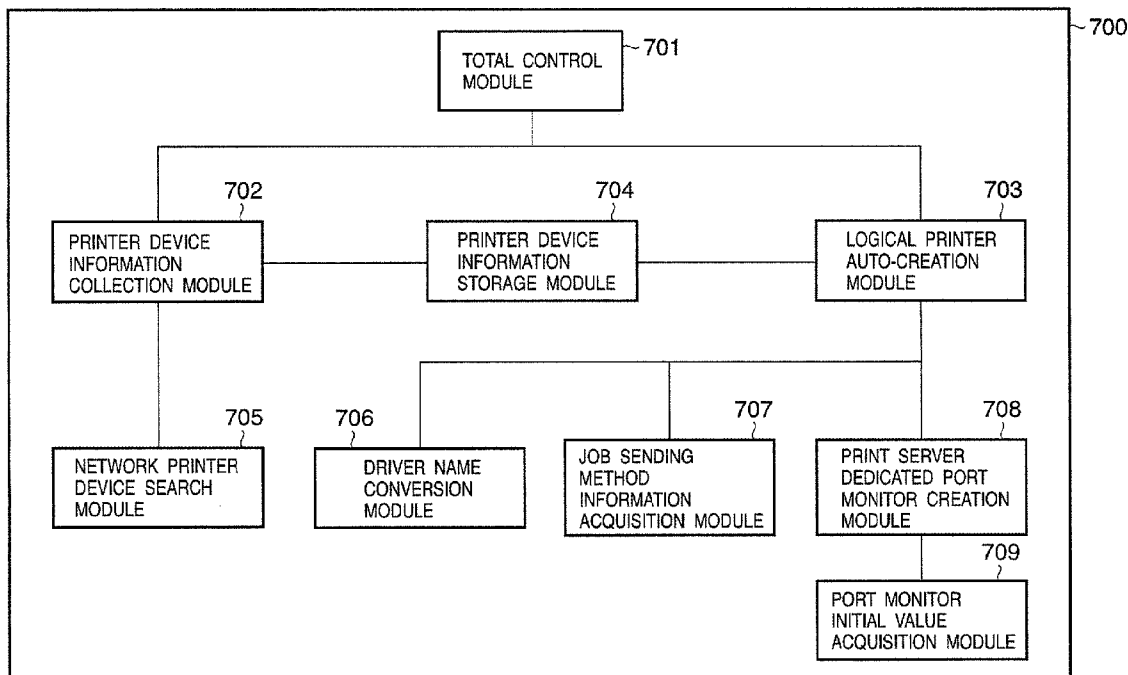 700
701
TOTAL CONTROL
MODULE
702
PRINTER DEVICE
INFORMATION
COLLECTION MODULE
704
PRINTER DEVICE
INFORMATION
STORAGE MODULE
703
LOGICAL PRINTER
AUTO-CREATION
MODULE
705
NETWORK PRINTER
DEVICE SEARCH
MODULE
706
DRIVER NAME
CONVERSION
MODULE
707
JOB SENDING
METHOD
INFORMATION
ACQUISITION MODULE
708
PRINT SERVER
DEDICATED PORT
MONITOR CREATION
MODULE
709
PORT MONITOR
INITIAL VALUE
ACQUISITION MODULE